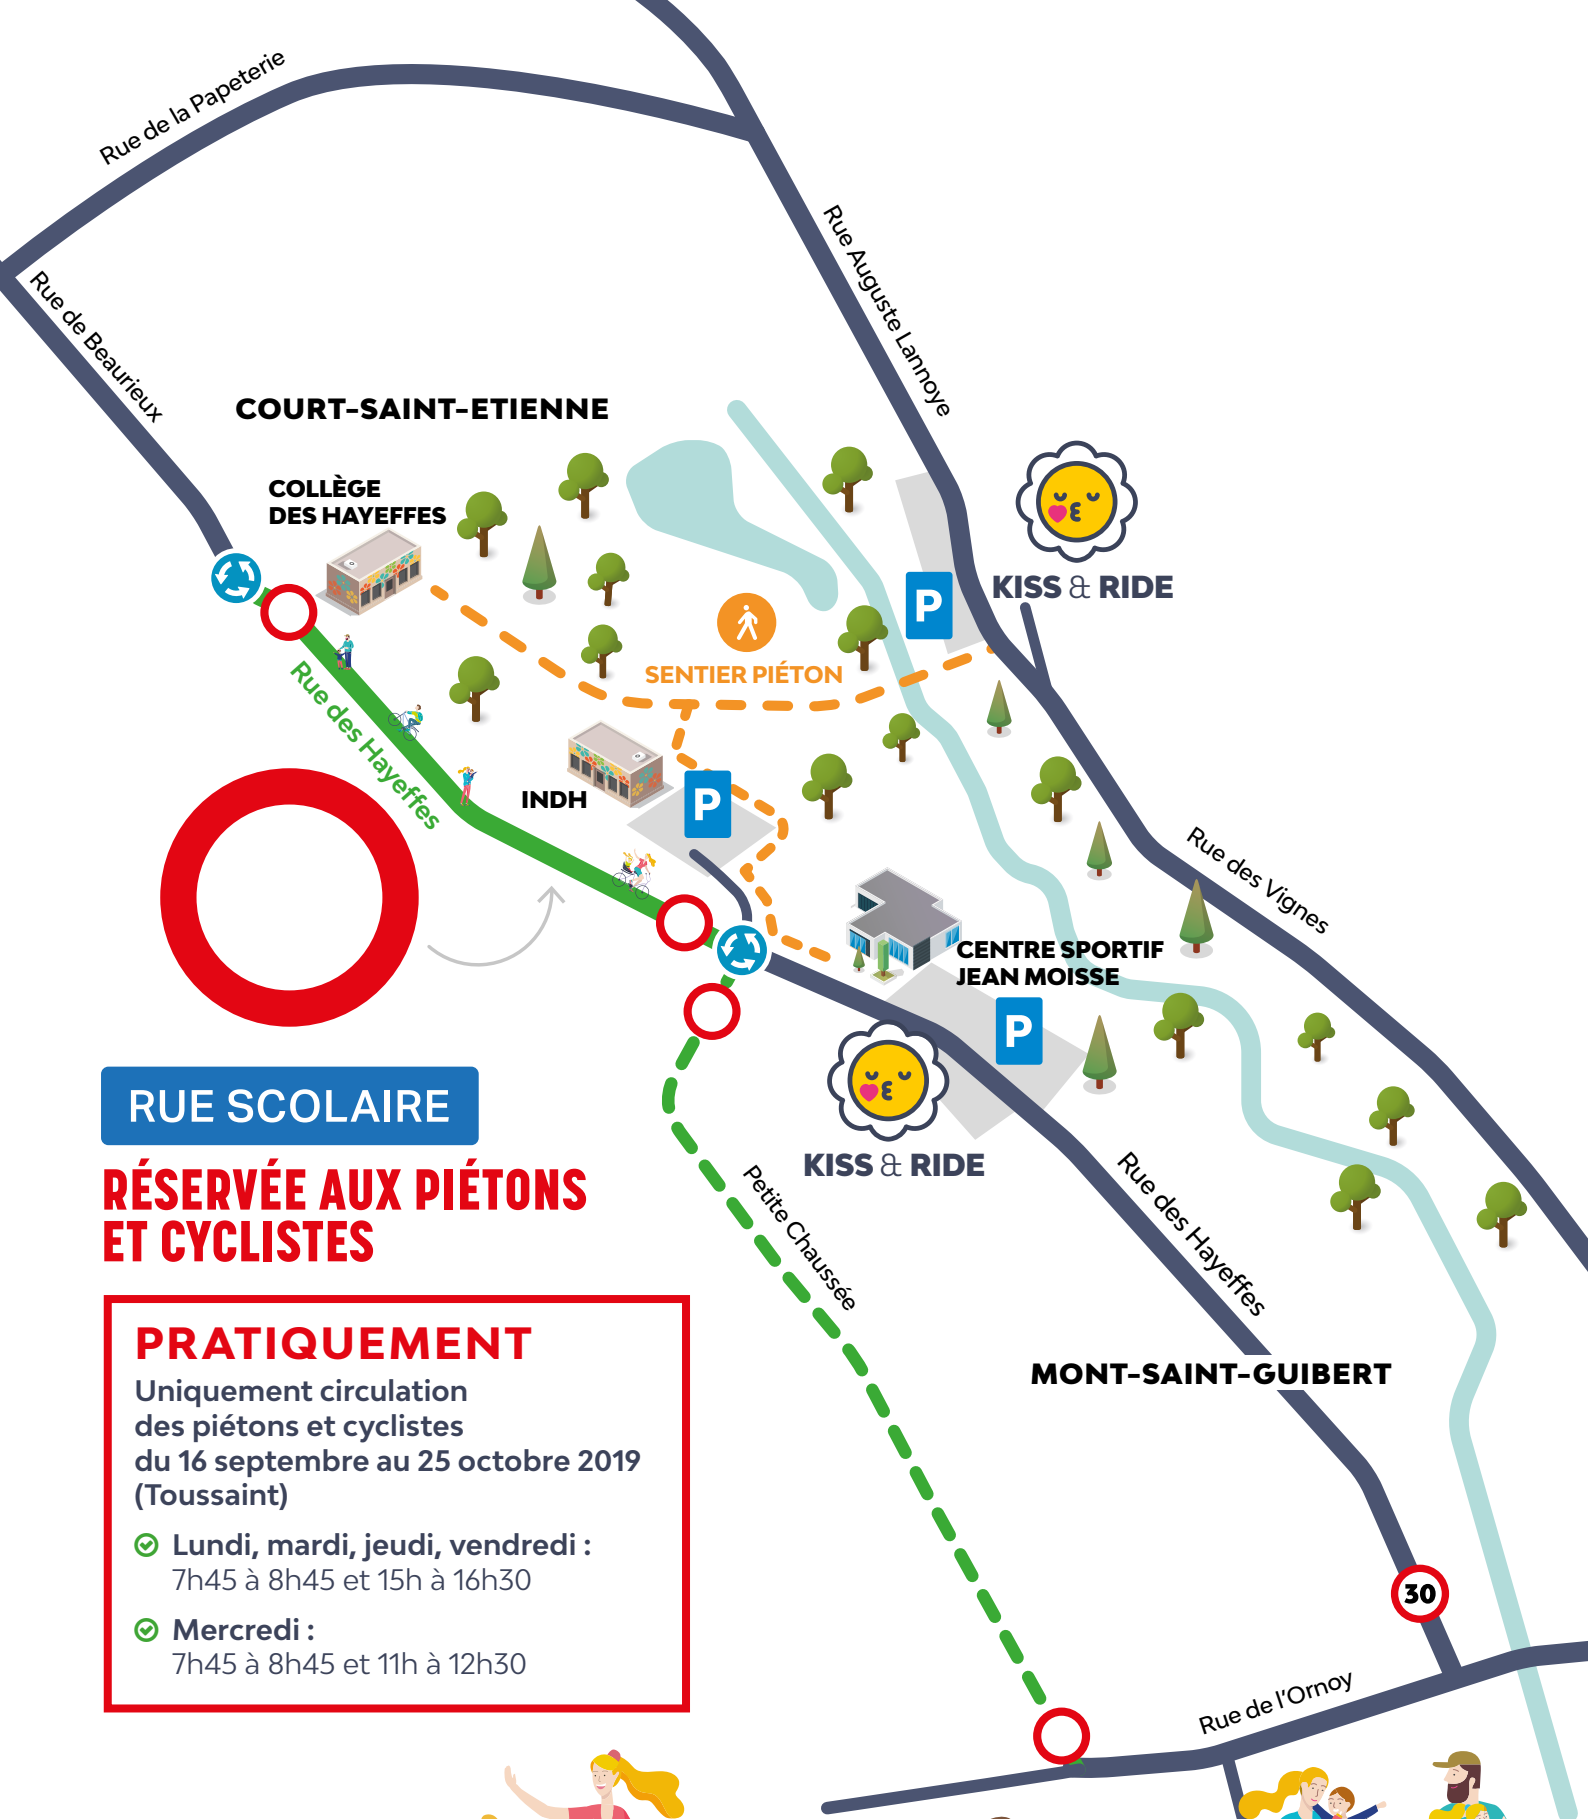 Rue de la Papeterie
Rue de Beaurieux
Rue Auguste Lannoye
COURT-SAINT-ETIENNE
COLLÈGE
DES HAYEFFES
KISS & RIDE
P
SENTIER PIÉTON
Rue des Hayeffes
INDH
P
Rue des Vignes
CENTRE SPORTIF
JEAN MOISSE
P
KISS & RIDE
Petite Chaussée
Rue des Hayeffes
MONT-SAINT-GUIBERT
30
Rue de l'Ornoy
RUE SCOLAIRE
RÉSERVÉE AUX PIÉTONS
ET CYCLISTES
PRATIQUEMENT
Uniquement circulation
des piétons et cyclistes
du 16 septembre au 25 octobre 2019
(Toussaint)
Lundi, mardi, jeudi, vendredi :
7h45 à 8h45 et 15h à 16h30
Mercredi :
7h45 à 8h45 et 11h à 12h30